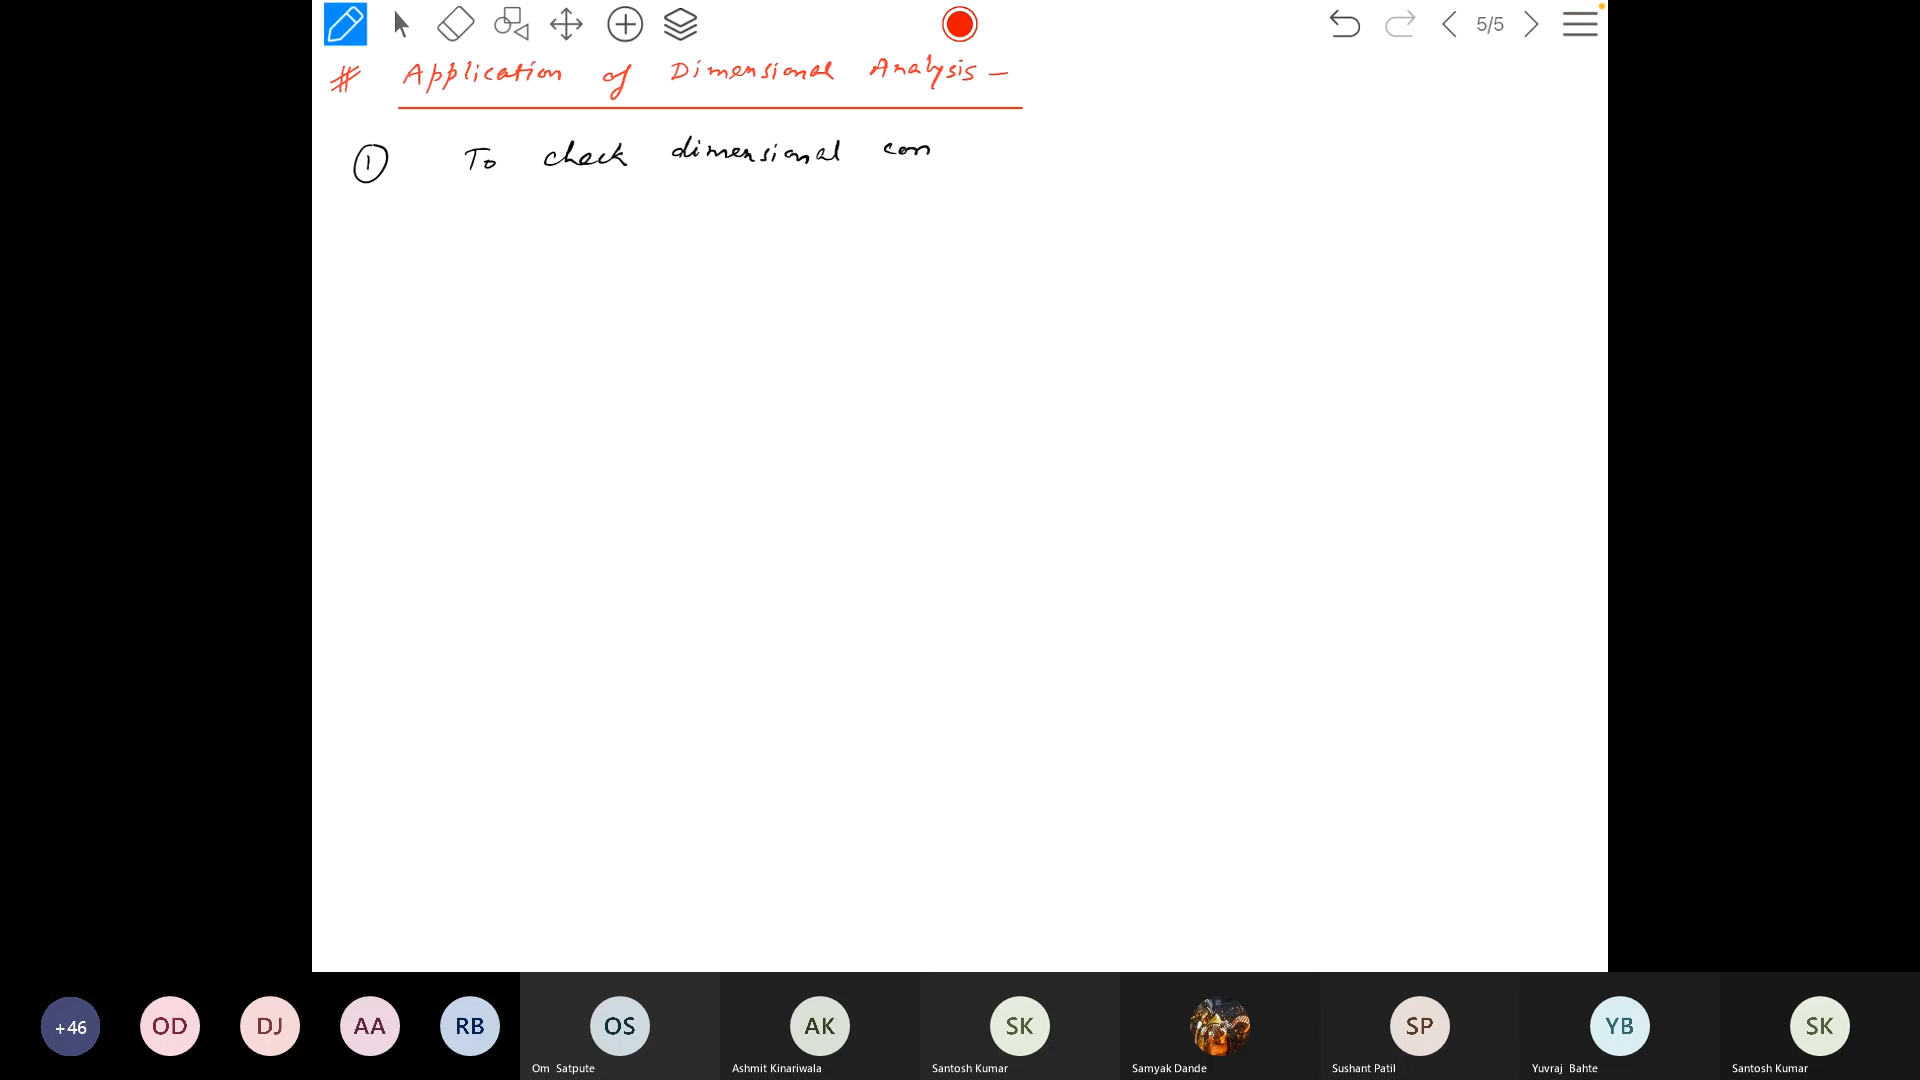 5/5
# Application of Dimensional Analysis —
① To check dimensional con
+46 OD DJ AA RB OS AK SK SP YB SK
Om Satpute Ashmit Kinariwala Santosh Kumar Samyak Dande Sushant Patil Yuvraj Bahte Santosh Kumar